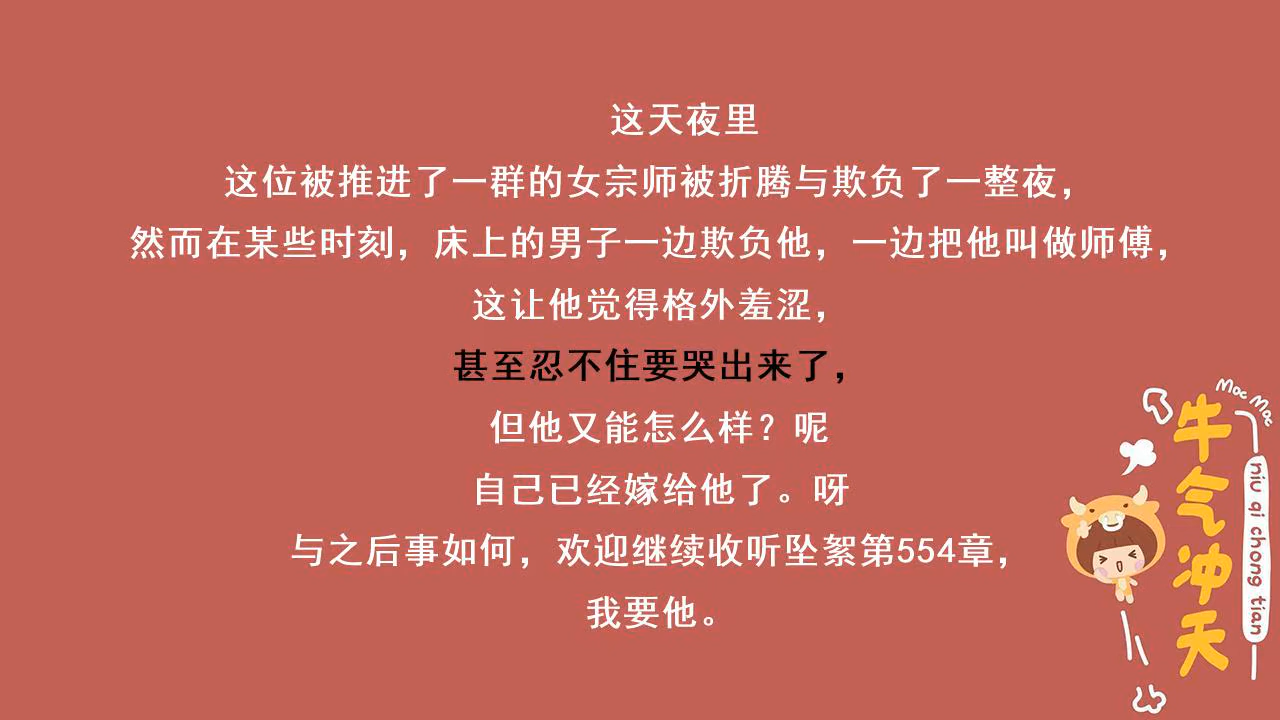 这天夜里
这位被推进了一群的女宗师被折腾与欺负了一整夜，
然而在某些时刻，床上的男子一边欺负他，一边把他叫做师傅，
这让他觉得格外羞涩，
甚至忍不住要哭出来了，
但他又能怎么样？呢
自己已经嫁给他了。呀
与之后事如何，欢迎继续收听坠絮第554章，
我要他。
Moc Moc
牛气冲天
niu qi chong tian